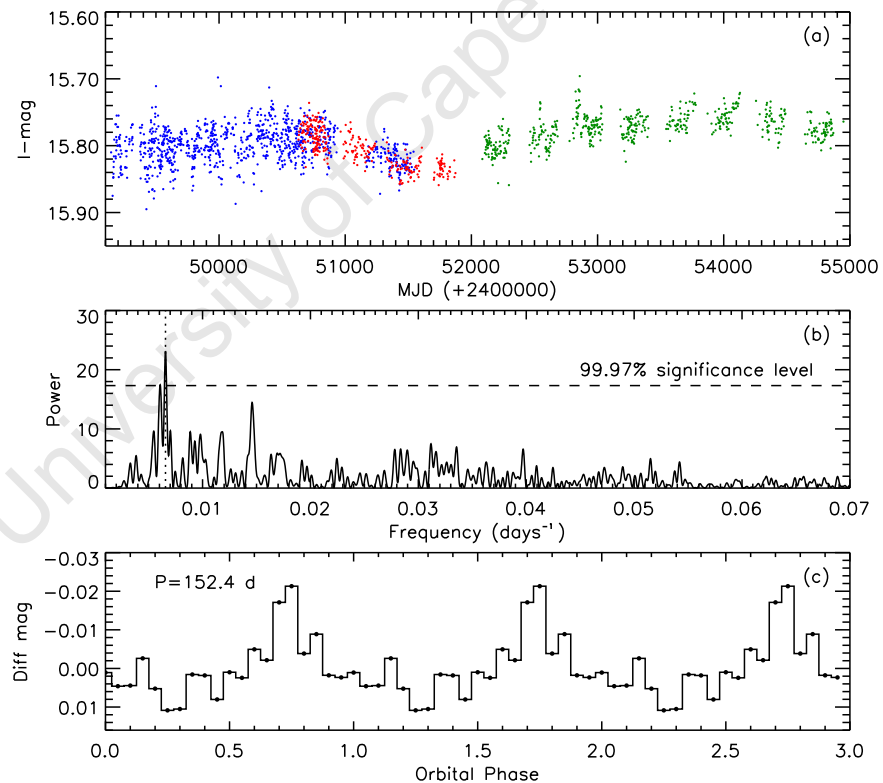 15.60
(a)
15.70
I-mag
15.80
15.90
50000 51000 52000 53000 54000 55000
MJD (+2400000)
30
(b)
99.97% significance level
20
Power
10
0
0.01 0.02 0.03 0.04 0.05 0.06 0.07
Frequency (days⁻¹)
-0.03
P=152.4 d
(c)
-0.02
Diff mag
-0.01
0.00
0.01
0.0 0.5 1.0 1.5 2.0 2.5 3.0
Orbital Phase
University of Cape